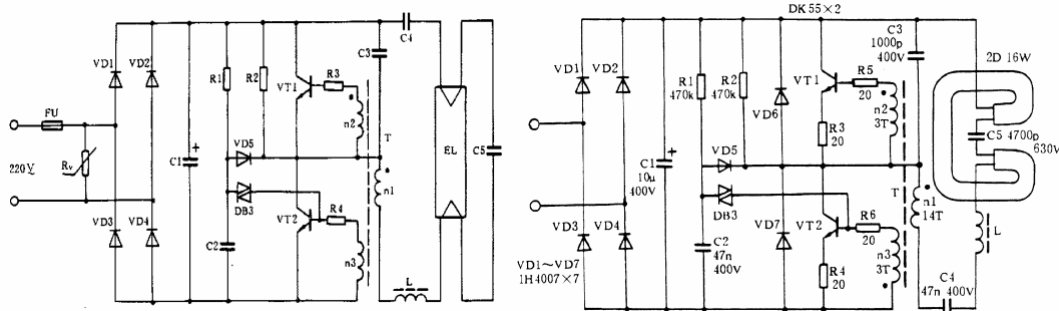 C4
VD1
VD2
R1
R2
VT1
R3
C3
n2
FU
T
220V
Rv
C1
+
VD5
n1
EL
C5
DB3
VT2
R4
VD3
VD4
C2
n3
L
DK55×2
C3
1000p
400V
2D 16W
VD1
VD2
R1
470k
R2
470k
VD6
VT1
R5
20
n2
3T
R3
20
C5 4700p
630V
C1
10μ
400V
+
VD5
T
n1
14T
DB3
R6
20
VT2
VD7
L
VD3
VD4
C2
47n
400V
n3
3T
R4
20
VD1~VD7
1H4007×7
C4
47n 400V